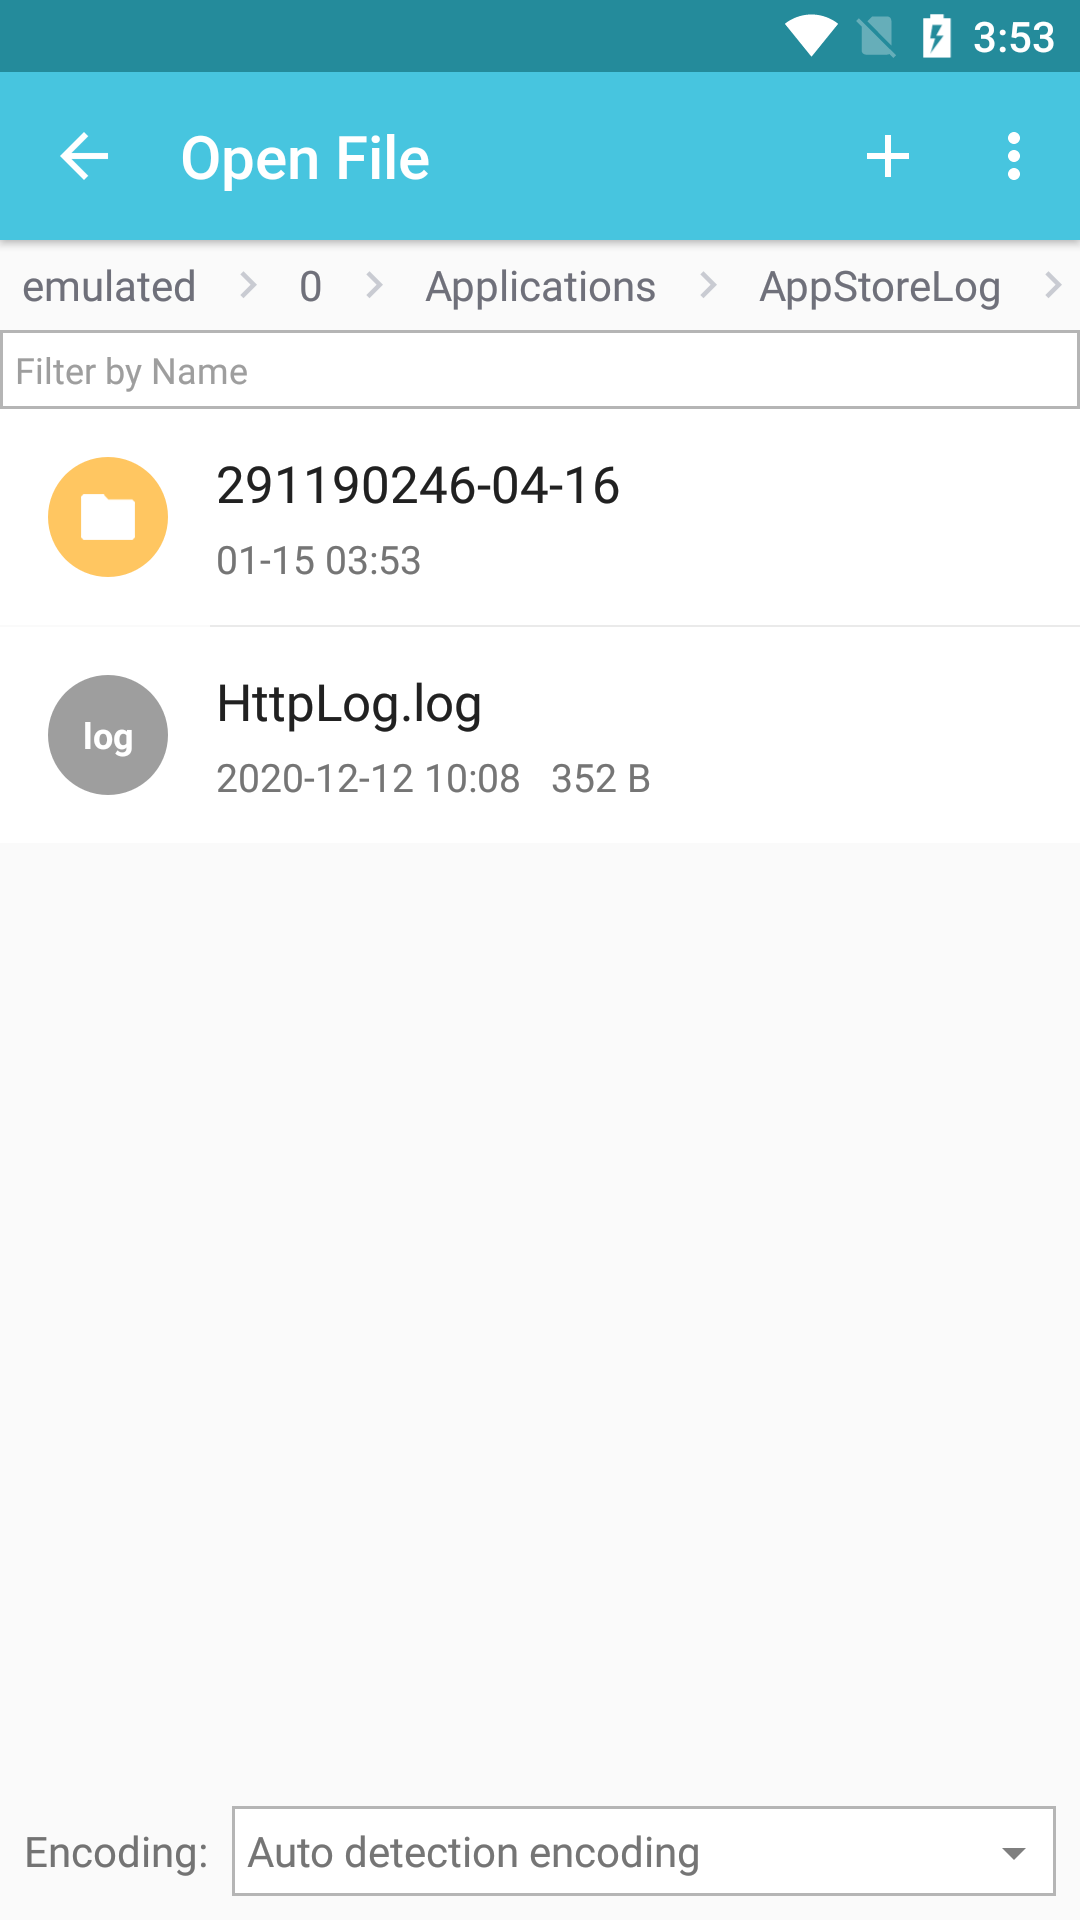 3:53
Open File
emulated 0 Applications AppStoreLog
Filter by Name
291190246-04-16
01-15 03:53
log
HttpLog.log
2020-12-12 10:08 352 B
Encoding: Auto detection encoding